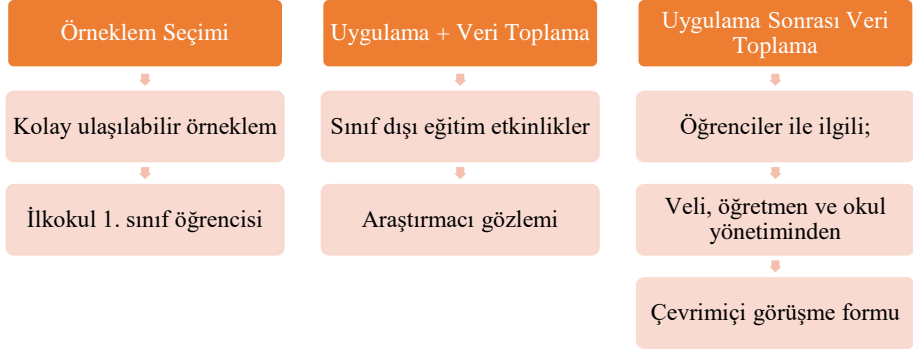 Örneklem Seçimi
Kolay ulaşılabilir örneklem
İlkokul 1. sınıf öğrencisi
Uygulama + Veri Toplama
Sınıf dışı eğitim etkinlikler
Araştırmacı gözlemi
Uygulama Sonrası Veri
Toplama
Öğrenciler ile ilgili;
Veli, öğretmen ve okul
yönetiminden
Çevrimiçi görüşme formu